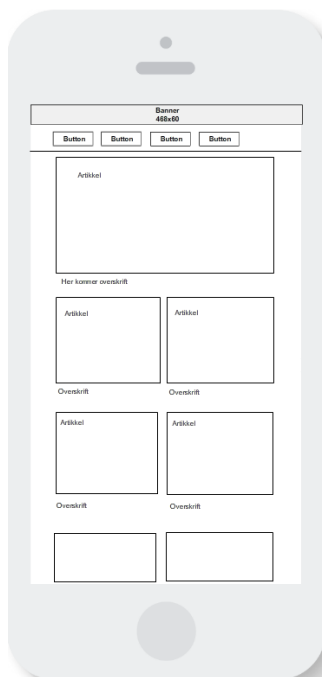 Banner
468x60
Button Button Button Button
Artikkel
Her kommer overskrift
Artikkel Artikkel
Overskrift Overskrift
Artikkel Artikkel
Overskrift Overskrift